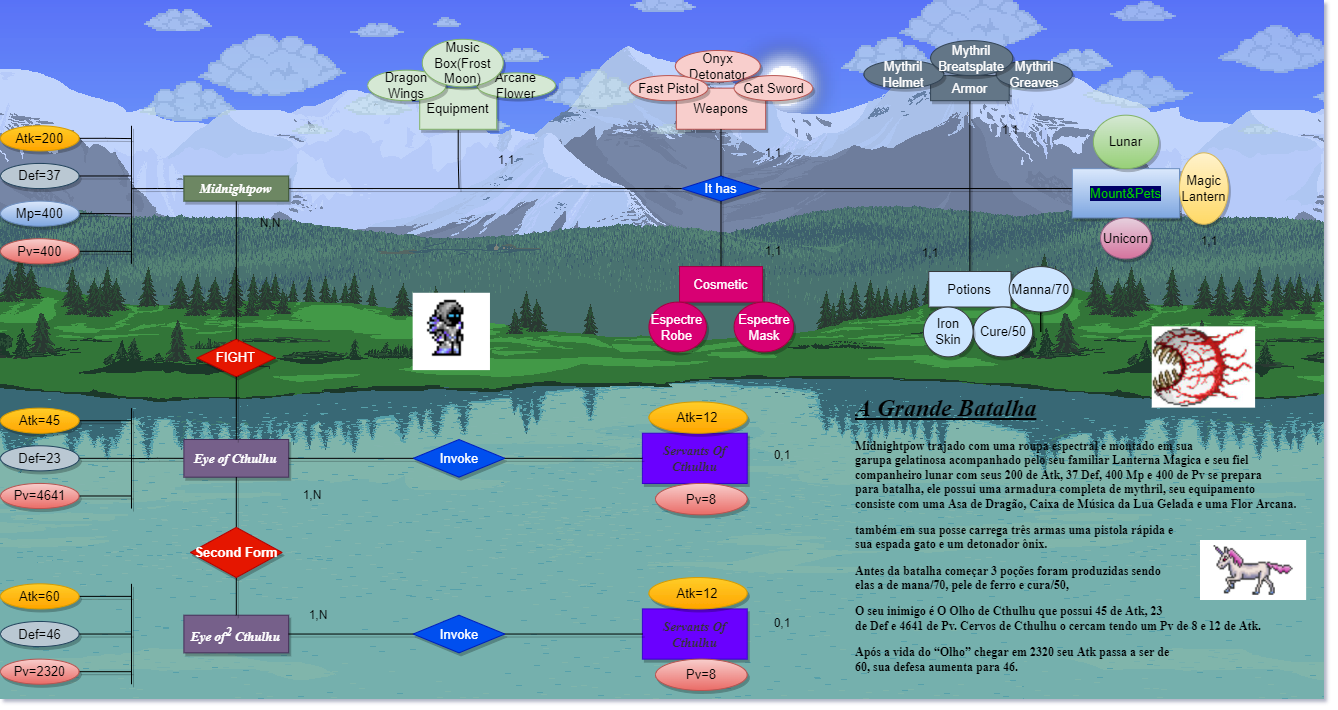 Music
Box(Frost
Moon)
Dragon
Wings
Arcane
Flower
Equipment
Onyx
Detonator
Fast Pistol
Cat Sword
Weapons
Mythril
Breatsplate
Mythril
Helmet
Mythril
Greaves
Armor
Atk=200
Def=37
Mp=400
Pv=400
Midnightpow
1,1
1,1
1,1
It has
Lunar
Mount&Pets
Magic
Lantern
Unicorn
1,1
N,N
1,1
1,1
Cosmetic
Espectre
Robe
Espectre
Mask
Potions
Manna/70
Iron
Skin
Cure/50
FIGHT
Atk=45
Def=23
Pv=4641
Eye of Cthulhu
Invoke
Atk=12
Servants Of
Cthulhu
Pv=8
0,1
1,N
Second Form
Atk=60
Def=46
Pv=2320
1,N
Eye of² Cthulhu
Invoke
Atk=12
Servants Of
Cthulhu
Pv=8
0,1
A Grande Batalha
Midnightpow trajado com uma roupa espectral e montado em sua
garupa gelatinosa acompanhado pelo seu familiar Lanterna Magica e seu fiel
companheiro lunar com seus 200 de Atk, 37 Def, 400 Mp e 400 de Pv se prepara
para batalha, ele possui uma armadura completa de mythril, seu equipamento
consiste com uma Asa de Dragão, Caixa de Música da Lua Gelada e uma Flor Arcana.
também em sua posse carrega três armas uma pistola rápida e
sua espada gato e um detonador ônix.
Antes da batalha começar 3 poções foram produzidas sendo
elas a de mana/70, pele de ferro e cura/50,
O seu inimigo é O Olho de Cthulhu que possui 45 de Atk, 23
de Def e 4641 de Pv. Cervos de Cthulhu o cercam tendo um Pv de 8 e 12 de Atk.
Após a vida do “Olho” chegar em 2320 seu Atk passa a ser de
60, sua defesa aumenta para 46.